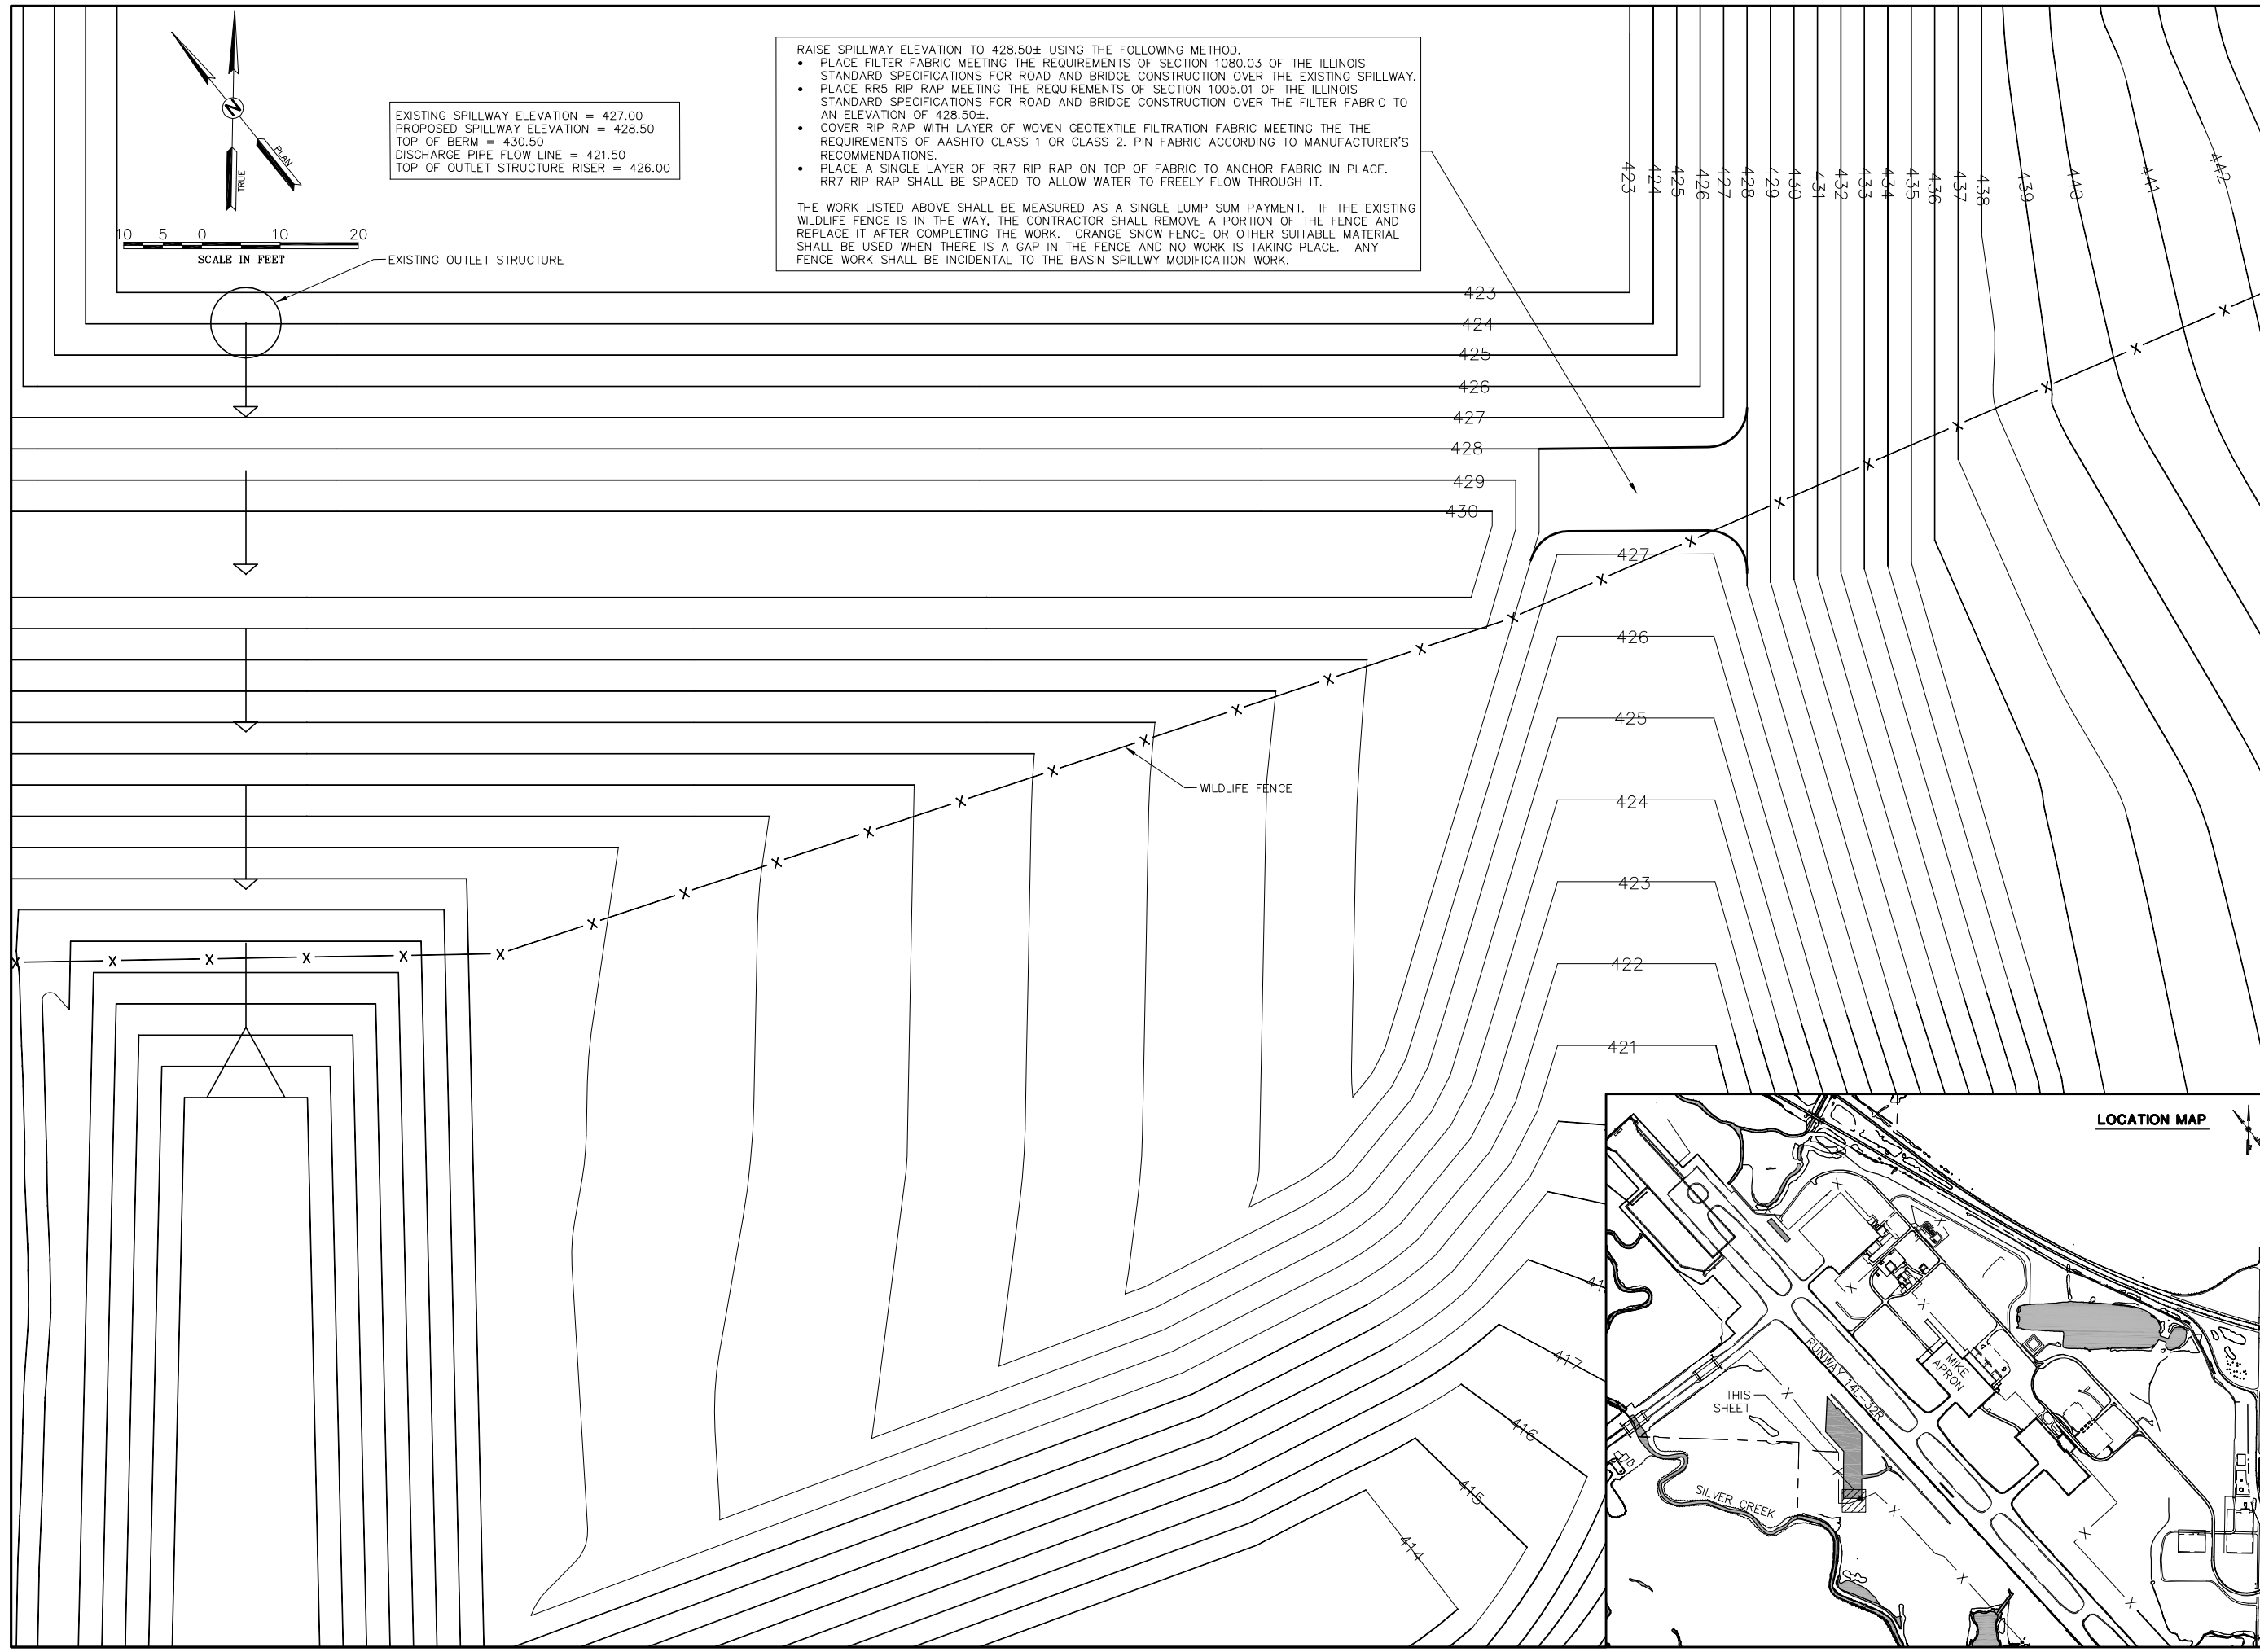 RAISE SPILLWAY ELEVATION TO 428.50± USING THE FOLLOWING METHOD.
• PLACE FILTER FABRIC MEETING THE REQUIREMENTS OF SECTION 1080.03 OF THE ILLINOIS
STANDARD SPECIFICATIONS FOR ROAD AND BRIDGE CONSTRUCTION OVER THE EXISTING SPILLWAY.
• PLACE RR5 RIP RAP MEETING THE REQUIREMENTS OF SECTION 1005.01 OF THE ILLINOIS
STANDARD SPECIFICATIONS FOR ROAD AND BRIDGE CONSTRUCTION OVER THE FILTER FABRIC TO
AN ELEVATION OF 428.50±.
• COVER RIP RAP WITH LAYER OF WOVEN GEOTEXTILE FILTRATION FABRIC MEETING THE THE
REQUIREMENTS OF AASHTO CLASS 1 OR CLASS 2. PIN FABRIC ACCORDING TO MANUFACTURER'S
RECOMMENDATIONS.
• PLACE A SINGLE LAYER OF RR7 RIP RAP ON TOP OF FABRIC TO ANCHOR FABRIC IN PLACE.
RR7 RIP RAP SHALL BE SPACED TO ALLOW WATER TO FREELY FLOW THROUGH IT.
THE WORK LISTED ABOVE SHALL BE MEASURED AS A SINGLE LUMP SUM PAYMENT. IF THE EXISTING
WILDLIFE FENCE IS IN THE WAY, THE CONTRACTOR SHALL REMOVE A PORTION OF THE FENCE AND
REPLACE IT AFTER COMPLETING THE WORK. ORANGE SNOW FENCE OR OTHER SUITABLE MATERIAL
SHALL BE USED WHEN THERE IS A GAP IN THE FENCE AND NO WORK IS TAKING PLACE. ANY
FENCE WORK SHALL BE INCIDENTAL TO THE BASIN SPILLWY MODIFICATION WORK.
EXISTING SPILLWAY ELEVATION = 427.00
PROPOSED SPILLWAY ELEVATION = 428.50
TOP OF BERM = 430.50
DISCHARGE PIPE FLOW LINE = 421.50
TOP OF OUTLET STRUCTURE RISER = 426.00
N
PLAN
TRUE
10 5 0 10 20
SCALE IN FEET
EXISTING OUTLET STRUCTURE
423
424
425
426
427
428
429
430
431
432
433
434
435
436
437
438
439
440
441
442
423
424
425
426
427
428
429
430
427
426
425
424
423
422
421
417
416
415
414
WILDLIFE FENCE
LOCATION MAP
RUNWAY 14L-32R
MIKE
APRON
THIS
SHEET
SILVER CREEK